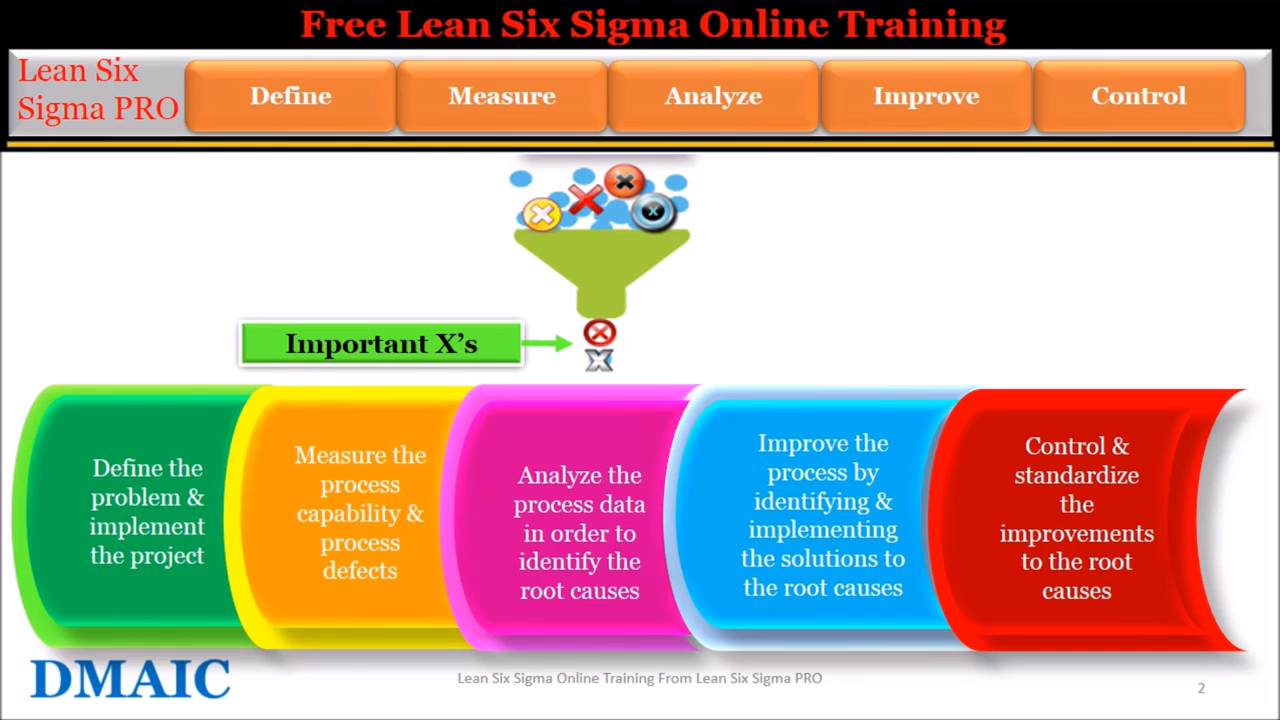 Free Lean Six Sigma Online Training
Lean Six
Sigma PRO
Define
Measure
Analyze
Improve
Control
Important X's
Define the
problem &
implement
the project
Measure the
process
capability &
process
defects
Analyze the
process data
in order to
identify the
root causes
Improve the
process by
identifying &
implementing
the solutions to
the root causes
Control &
standardize
the
improvements
to the root
causes
DMAIC
Lean Six Sigma Online Training From Lean Six Sigma PRO
2